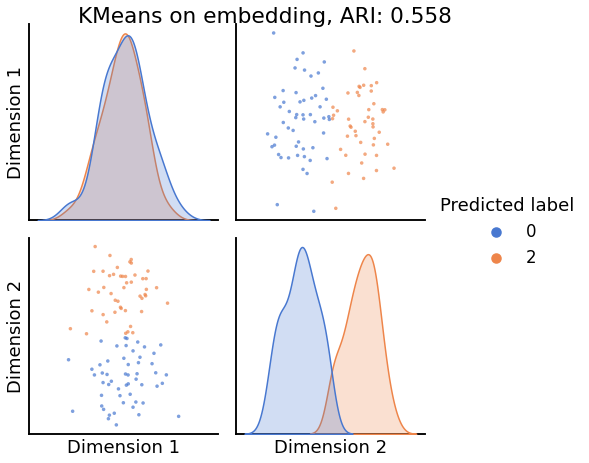 KMeans on embedding, ARI: 0.558
Dimension 1
Predicted label
0
2
Dimension 2
Dimension 1
Dimension 2